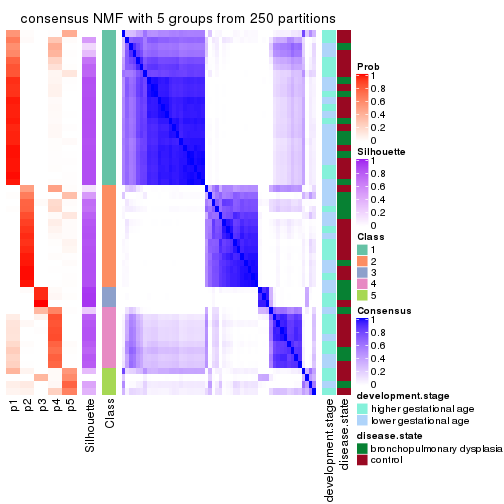 consensus NMF with 5 groups from 250 partitions
Prob
1
0.8
0.6
0.4
0.2
0
Silhouette
1
0.8
0.6
0.4
0.2
0
Class
1
2
3
4
5
Consensus
1
0.8
0.6
0.4
0.2
0
development.stage
higher gestational age
lower gestational age
disease.state
bronchopulmonary dysplasia
control
p1
p2
p3
p4
p5
Silhouette
Class
development.stage
disease.state